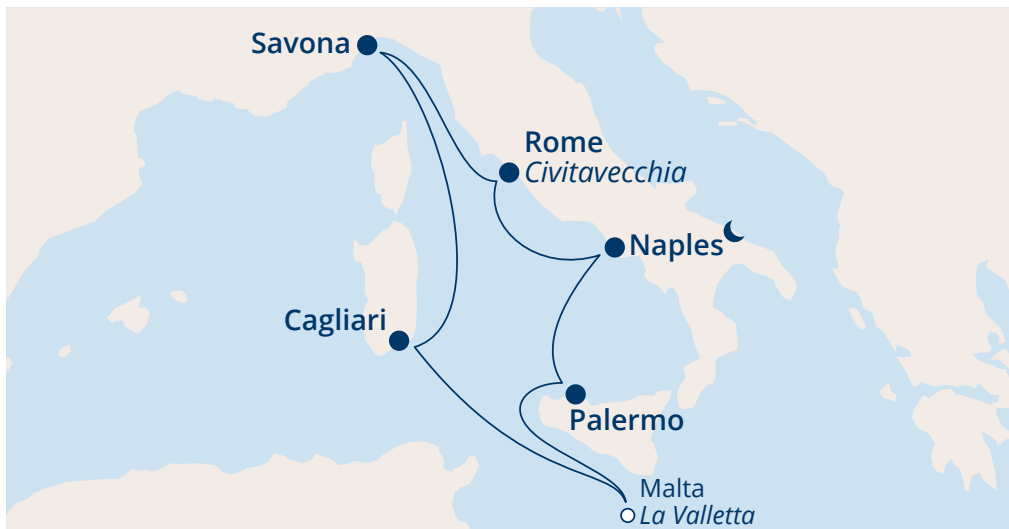 Savona
Rome
Civitavecchia
Naples
Cagliari
Palermo
Malta
La Valletta